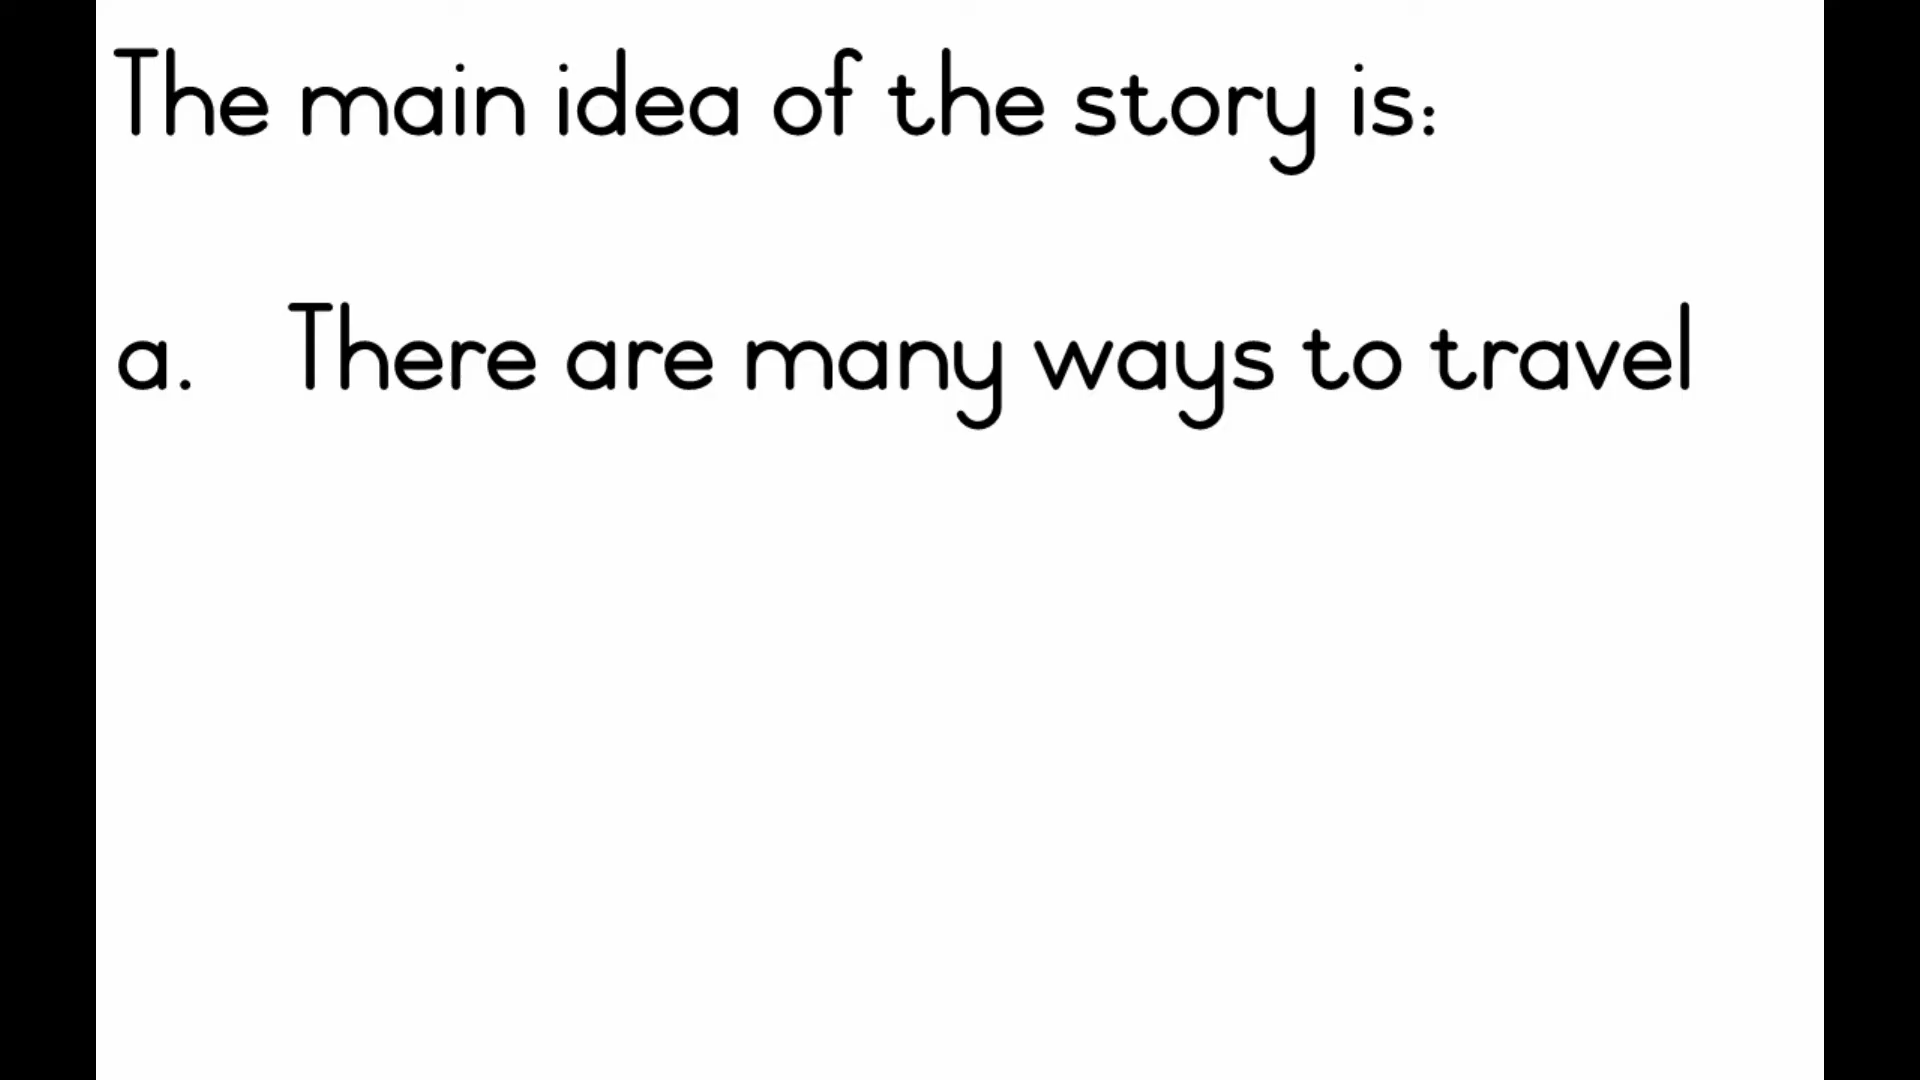 The main idea of the story is:
a. There are many ways to travel